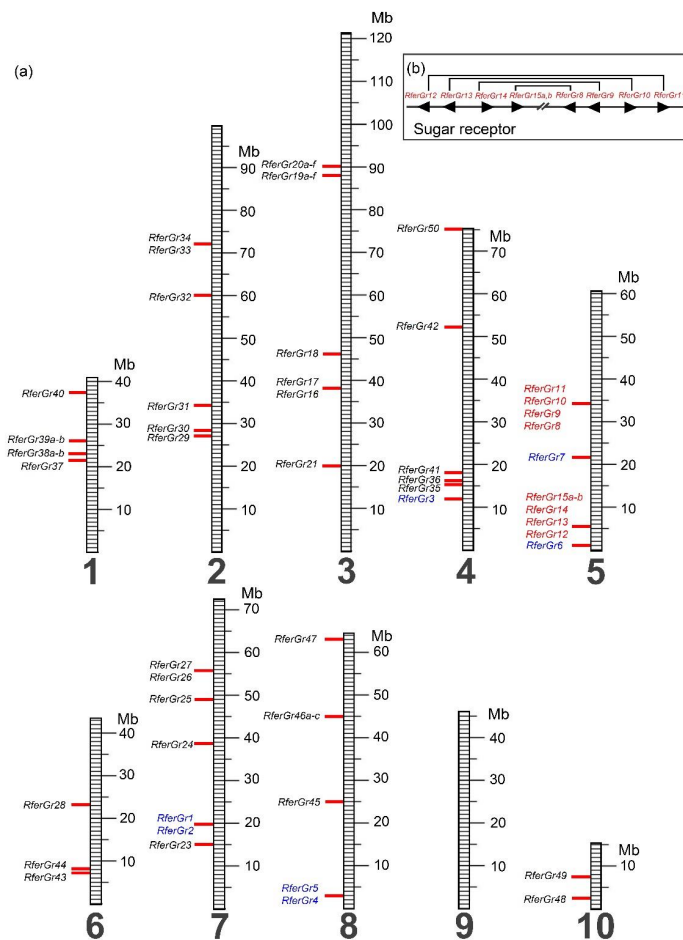 (a)
Mb
120
110
100
90
80
70
60
50
40
30
20
10
RferGr20a-f
RferGr19a-f
RferGr18
RferGr17
RferGr16
RferGr21
3
(b)
RferGr12 RferGr13 RferGr14 RferGr15a,b RferGr8 RferGr9 RferGr10 RferGr1
Sugar receptor
Mb
40
30
20
10
RferGr40
RferGr39a-b
RferGr38a-b
RferGr37
1
Mb
90
80
70
60
50
40
30
20
10
RferGr34
RferGr33
RferGr32
RferGr31
RferGr30
RferGr29
2
Mb
70
60
50
40
30
20
10
RferGr50
RferGr42
RferGr41
RferGr36
RferGr35
RferGr3
4
Mb
60
50
40
30
20
10
RferGr11
RferGr10
RferGr9
RferGr8
RferGr7
RferGr15a-b
RferGr14
RferGr13
RferGr12
RferGr6
5
Mb
40
30
20
10
RferGr28
RferGr44
RferGr43
6
Mb
70
60
50
40
30
20
10
RferGr27
RferGr26
RferGr25
RferGr24
RferGr1
RferGr2
RferGr23
7
Mb
60
50
40
30
20
10
RferGr47
RferGr46a-c
RferGr45
RferGr5
RferGr4
8
Mb
40
30
20
10
9
Mb
10
RferGr49
RferGr48
10